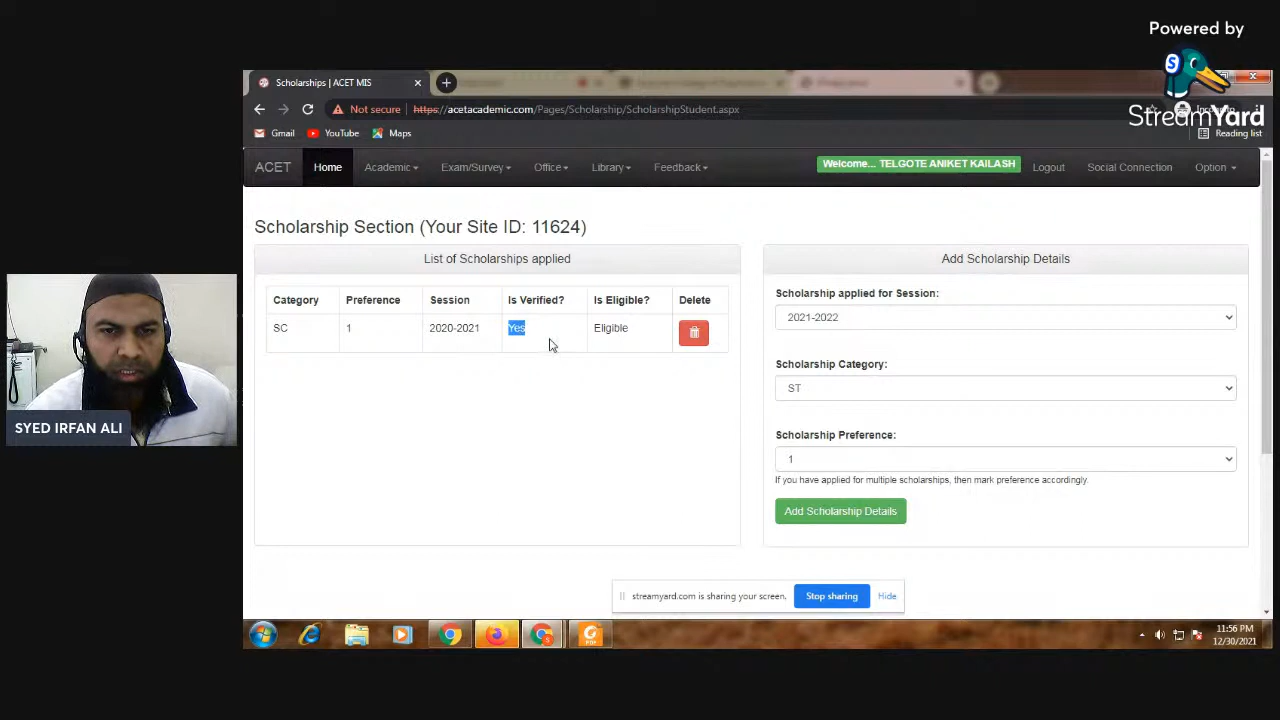 Powered by
StreamYard
Scholarships | ACET MIS
Not secure
https://acetacademic.com/Pages/Scholarship/ScholarshipStudent.aspx
Gmail
YouTube
Maps
Reading list
ACET
Home
Academic
Exam/Survey
Office
Library
Feedback
Welcome... TELGOTE ANIKET KAILASH
Logout
Social Connection
Option
Scholarship Section (Your Site ID: 11624)
List of Scholarships applied
Category Preference Session Is Verified? Is Eligible? Delete
SC 1 2020-2021 Yes Eligible
Add Scholarship Details
Scholarship applied for Session:
2021-2022
Scholarship Category:
ST
Scholarship Preference:
1
If you have applied for multiple scholarships, then mark preference accordingly.
Add Scholarship Details
SYED IRFAN ALI
streamyard.com is sharing your screen.
Stop sharing
Hide
11:56 PM
12/30/2021